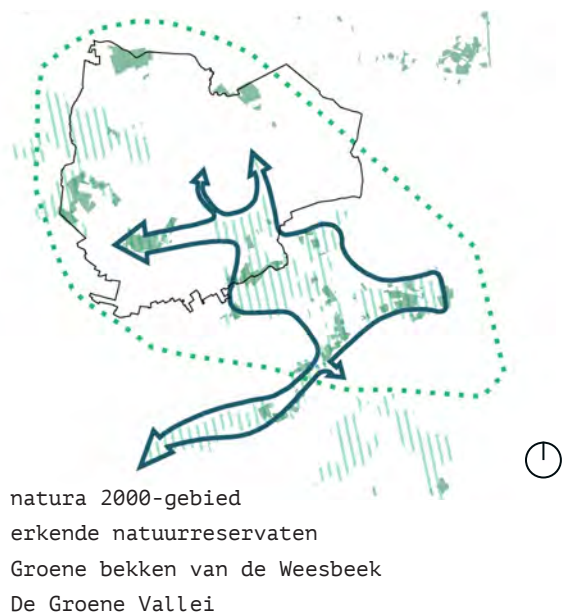 natura 2000-gebied
erkende natuurreservaten
Groene bekken van de Weesbeek
De Groene Vallei